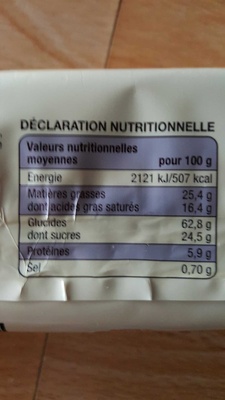 DÉCLARATION NUTRITIONNELLE
Valeurs nutritionnelles
moyennes pour 100 g
Energie 2121 kJ/507 kcal
Matières grasses 25,4 g
dont acides gras saturés 16,4 g
Glucides 62,8 g
dont sucres 24,5 g
Protéines 5,9 g
Sel 0,70 g